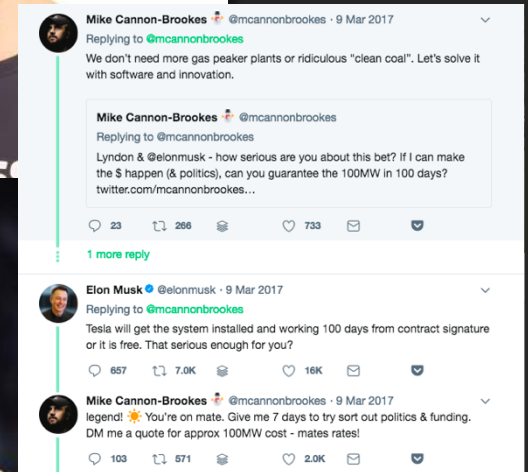 Mike Cannon-Brookes @mcannonbrookes · 9 Mar 2017
Replying to @mcannonbrookes
We don't need more gas peaker plants or ridiculous "clean coal". Let's solve it
with software and innovation.
Mike Cannon-Brookes @mcannonbrookes
Replying to @mcannonbrookes
Lyndon & @elonmusk - how serious are you about this bet? If I can make
the $ happen (& politics), can you guarantee the 100MW in 100 days?
twitter.com/mcannonbrookes...
23 266 733
1 more reply
Elon Musk @elonmusk · 9 Mar 2017
Replying to @mcannonbrookes
Tesla will get the system installed and working 100 days from contract signature
or it is free. That serious enough for you?
657 7.0K 16K
Mike Cannon-Brookes @mcannonbrookes · 9 Mar 2017
legend! ☀️ You're on mate. Give me 7 days to try sort out politics & funding.
DM me a quote for approx 100MW cost - mates rates!
103 571 2.0K